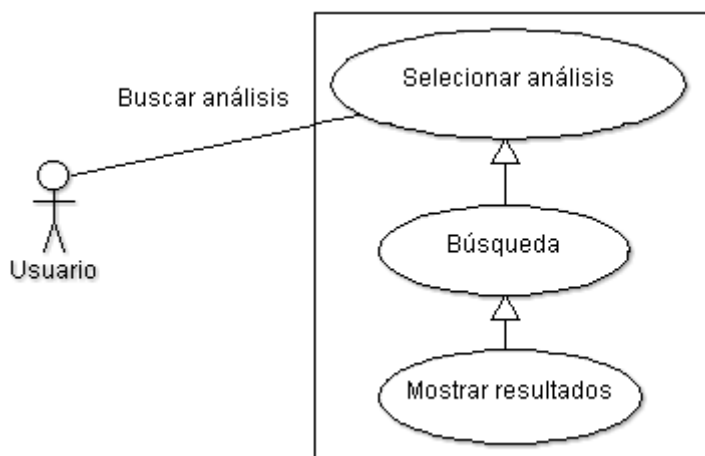 Selecionar análisis
Buscar análisis
Búsqueda
Usuario
Mostrar resultados